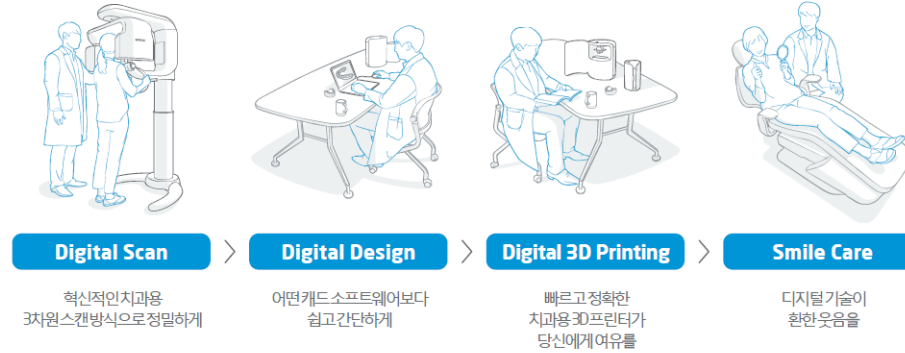 Digital Scan
혁신적인 치과용
3차원 스캔 방식으로 정밀하게
Digital Design
어떤 캐드 소프트웨어보다
쉽고 간단하게
Digital 3D Printing
빠르고 정확한
치과용 3D 프린터가
당신에게 여유를
Smile Care
디지털 기술이
환한 웃음을